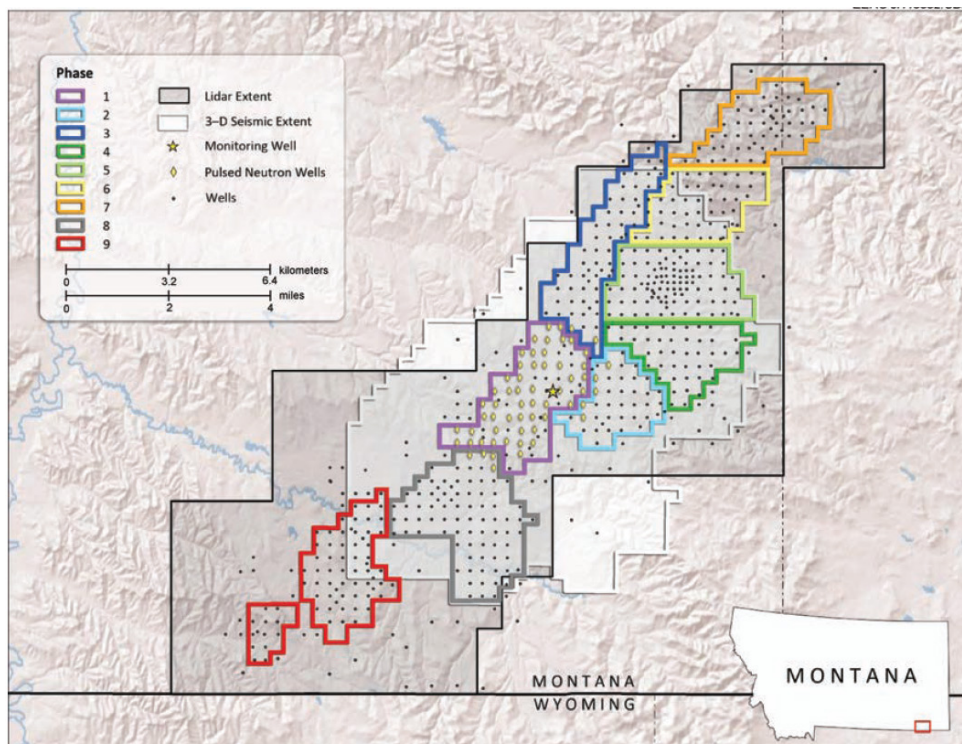 Phase
1
2
3
4
5
6
7
8
9
Lidar Extent
3–D Seismic Extent
Monitoring Well
Pulsed Neutron Wells
Wells
kilometers
0 3.2 6.4
miles
0 2 4
MONTANA
WYOMING
MONTANA